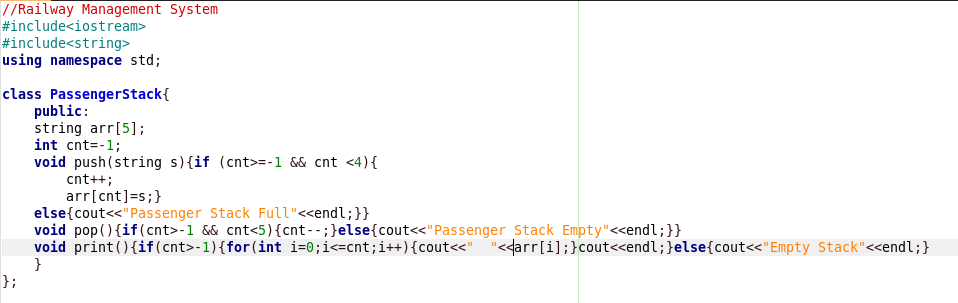 //Railway Management System
#include<iostream>
#include<string>
using namespace std;

class PassengerStack{
    public:
    string arr[5];
    int cnt=-1;
    void push(string s){if (cnt>=-1 && cnt <4){
        cnt++;
        arr[cnt]=s;}
    else{cout<<"Passenger Stack Full"<<endl;}}
    void pop(){if(cnt>-1 && cnt<5){cnt--;}else{cout<<"Passenger Stack Empty"<<endl;}}
    void print(){if(cnt>-1){for(int i=0;i<=cnt;i++){cout<<"  "<<arr[i];}cout<<endl;}else{cout<<"Empty Stack"<<endl;}
    }
};